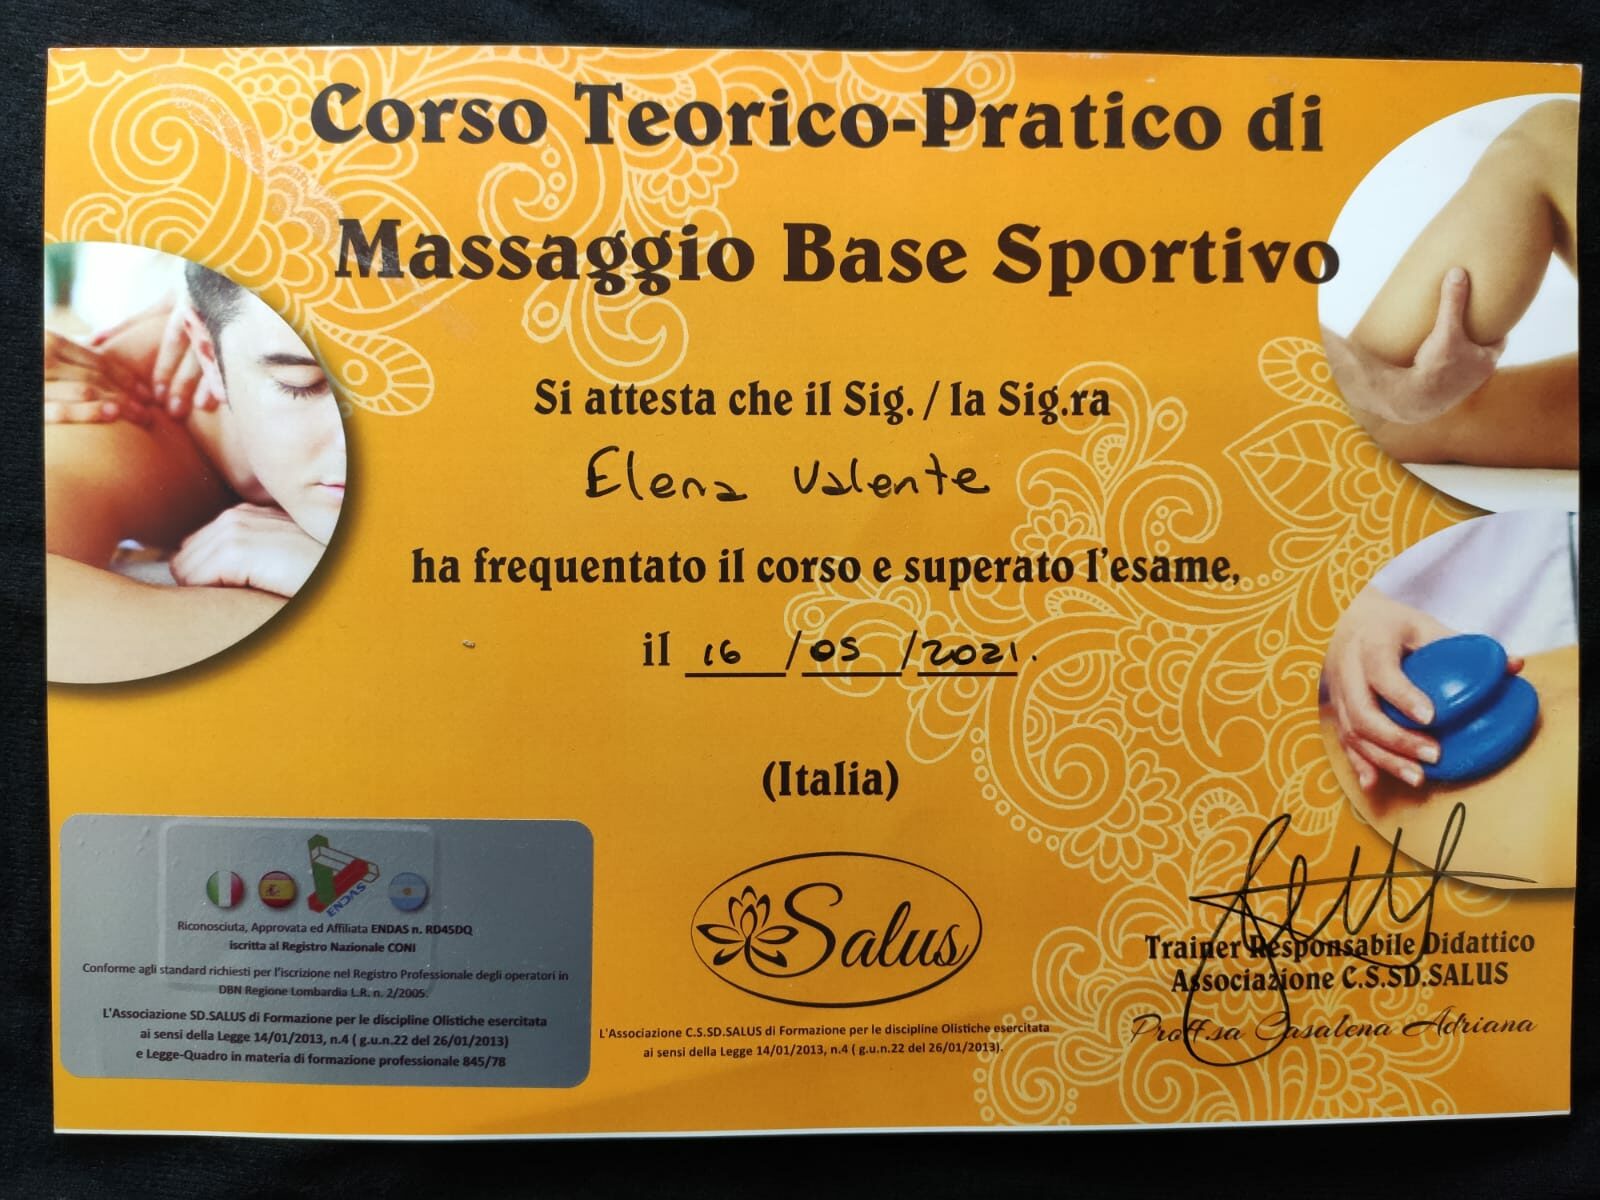 Corso Teorico-Pratico di
Massaggio Base Sportivo
Si attesta che il Sig. / la Sig.ra
Elena Valente
ha frequentato il corso e superato l'esame,
il 16 / 05 / 2021.
(Italia)
ENDAS
Riconosciuta, Approvata ed Affiliata ENDAS n. RD45DQ
iscritta al Registro Nazionale CONI
Conforme agli standard richiesti per l'iscrizione nel Registro Professionale degli operatori in
DBN Regione Lombardia L.R. n. 2/2005.
L'Associazione SD.SALUS di Formazione per le discipline Olistiche esercitata
ai sensi della Legge 14/01/2013, n.4 ( g.u.n.22 del 26/01/2013)
e Legge-Quadro in materia di formazione professionale 845/78
Salus
L'Associazione C.S.SD.SALUS di Formazione per le discipline Olistiche esercitata
ai sensi della Legge 14/01/2013, n.4 ( g.u.n.22 del 26/01/2013).
Trainer Responsabile Didattico
Associazione C.S.SD.SALUS
Proff.sa Casalena Adriana